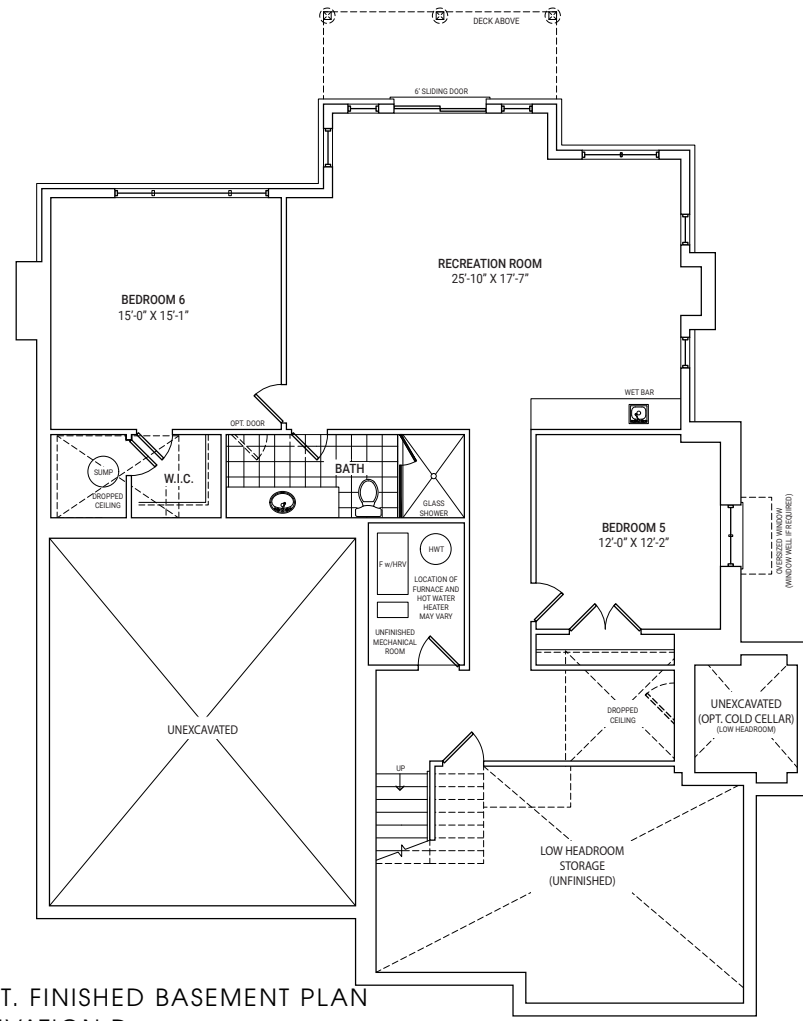 DECK ABOVE
6' SLIDING DOOR
RECREATION ROOM
25'-10" X 17'-7"
BEDROOM 6
15'-0" X 15'-1"
WET BAR
OPT. DOOR
BATH
SUMP
W.I.C.
DROPPED
CEILING
GLASS
SHOWER
BEDROOM 5
12'-0" X 12'-2"
OVERSIZED WINDOW
(WINDOW WELL IF REQUIRED)
F w/HRV
HWT
LOCATION OF
FURNACE AND
HOT WATER
HEATER
MAY VARY
UNFINISHED
MECHANICAL
ROOM
UNEXCAVATED
DROPPED
CEILING
UNEXCAVATED
(OPT. COLD CELLAR)
(LOW HEADROOM)
UP
LOW HEADROOM
STORAGE
(UNFINISHED)
T. FINISHED BASEMENT PLAN